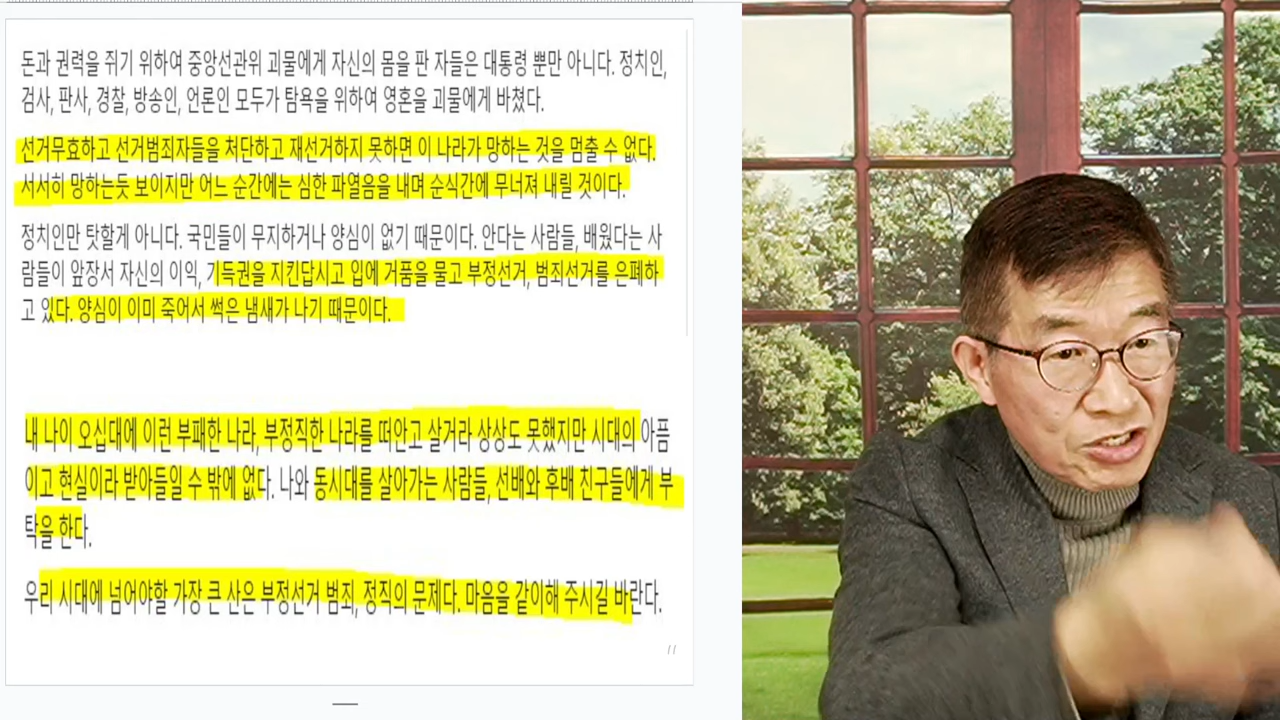 돈과 권력을 쥐기 위하여 중앙선관위 괴물에게 자신의 몸을 판 자들은 대통령 뿐만 아니다. 정치인,
검사, 판사, 경찰, 방송인, 언론인 모두가 탐욕을 위하여 영혼을 괴물에게 바쳤다.
선거무효하고 선거범죄자들을 처단하고 재선거하지 못하면 이 나라가 망하는 것을 멈출 수 없다.
서서히 망하는듯 보이지만 어느 순간에는 심한 파열음을 내며 순식간에 무너져 내릴 것이다.
정치인만 탓할게 아니다. 국민들이 무지하거나 양심이 없기 때문이다. 안다는 사람들, 배웠다는 사
람들이 앞장서 자신의 이익, 기득권을 지킨답시고 입에 거품을 물고 부정선거, 범죄선거를 은폐하
고 있다. 양심이 이미 죽어서 썩은 냄새가 나기 때문이다.
내 나이 오십대에 이런 부패한 나라, 부정직한 나라를 떠안고 살거라 상상도 못했지만 시대의 아픔
이고 현실이라 받아들일 수 밖에 없다. 나와 동시대를 살아가는 사람들, 선배와 후배 친구들에게 부
탁을 한다.
우리 시대에 넘어야할 가장 큰 산은 부정선거 범죄, 정직의 문제다. 마음을 같이해 주시길 바란다.